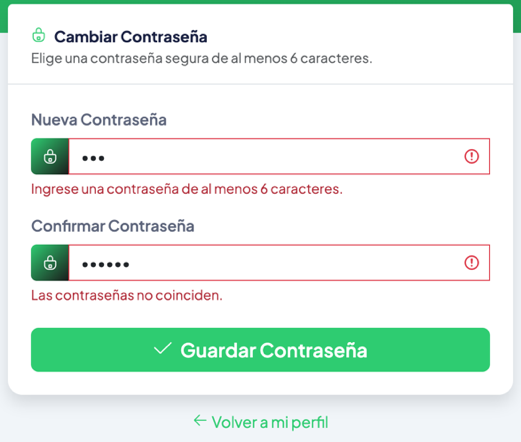 Cambiar Contraseña
Elige una contraseña segura de al menos 6 caracteres.
Nueva Contraseña
•••
Ingrese una contraseña de al menos 6 caracteres.
Confirmar Contraseña
••••••
Las contraseñas no coinciden.
Guardar Contraseña
← Volver a mi perfil